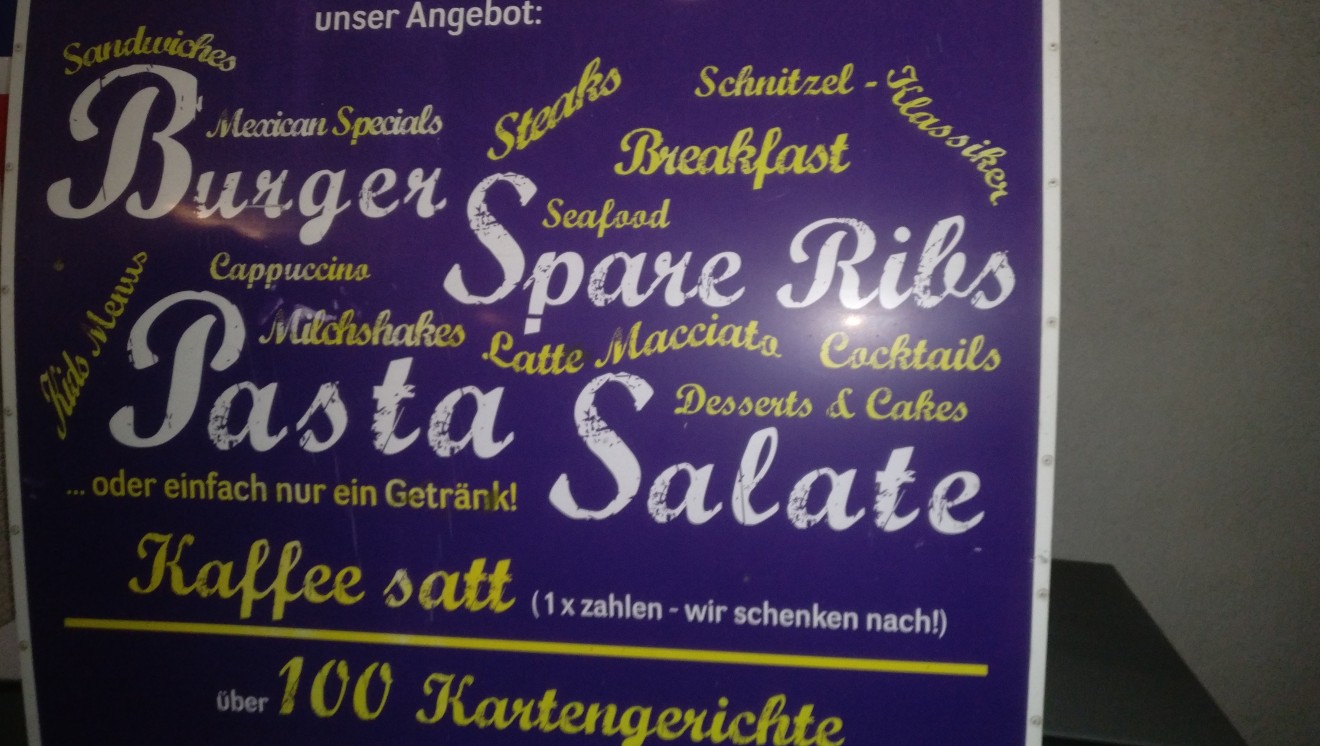 unser Angebot:
Sandwiches
Steaks
Schnitzel - Klassiker
Mexican Specials
Breakfast
Burger
Seafood
Spare Ribs
Cappuccino
Kids Menus
Milchshakes
Latte Macciato
Cocktails
Pasta
Desserts & Cakes
Salate
... oder einfach nur ein Getränk!
Kaffee satt (1 x zahlen - wir schenken nach!)
über 100 Kartengerichte